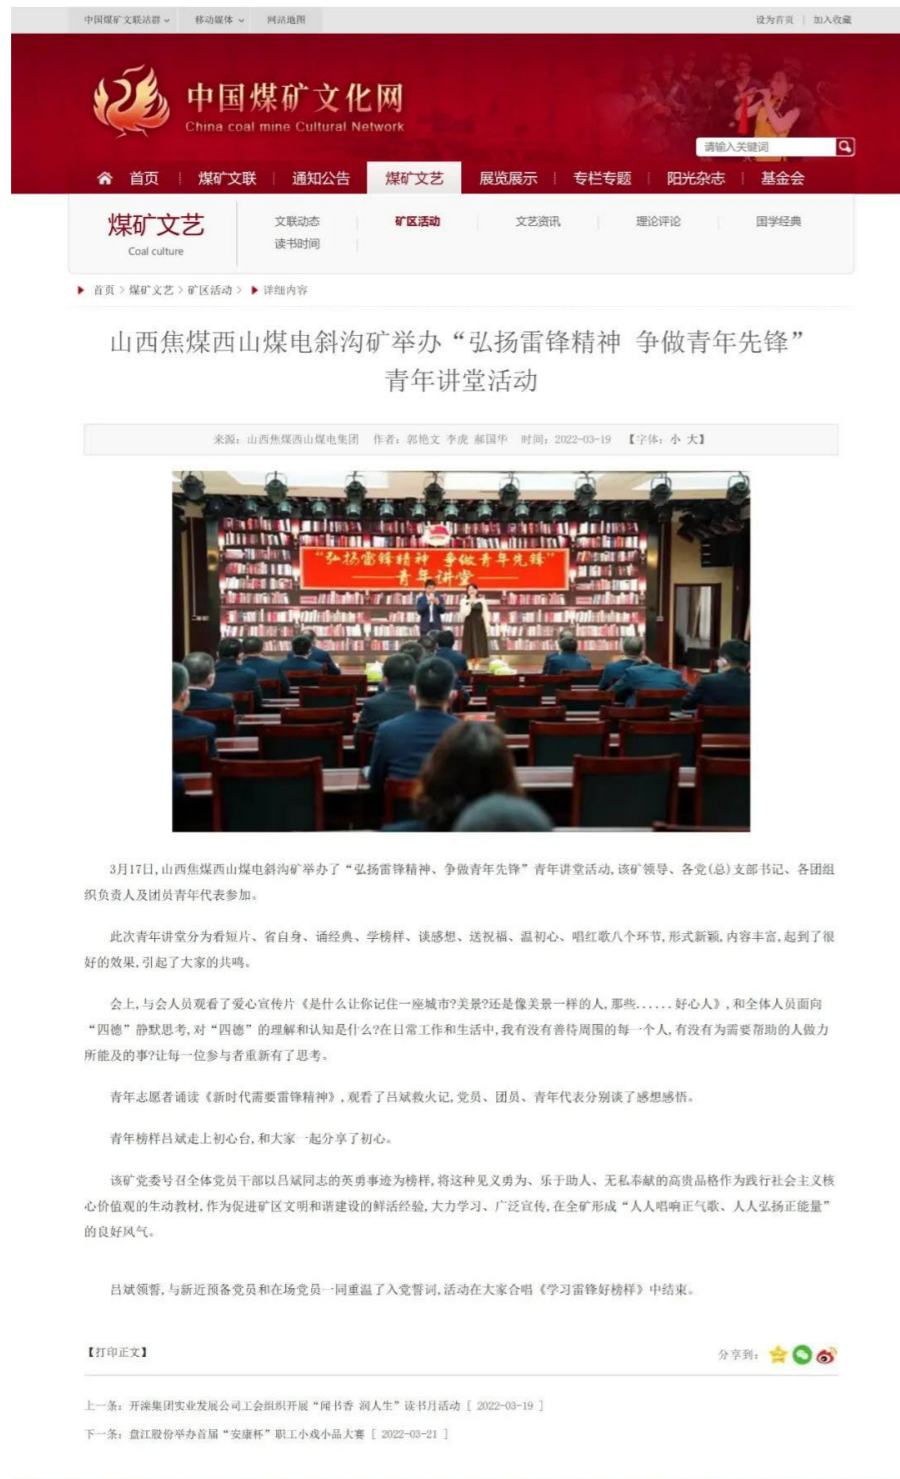 中国煤矿文联站群 移动媒体 网站地图 设为首页 | 加入收藏
中国煤矿文化网
China coal mine Cultural Network
请输入关键词
首页 煤矿文联 通知公告 煤矿文艺 展览展示 专栏专题 阳光杂志 基金会
煤矿文艺
Coal culture
文联动态 矿区活动 文艺资讯 理论评论 国学经典
读书时间
首页 > 煤矿文艺 > 矿区活动 > 详细内容
山西焦煤西山煤电斜沟矿举办“弘扬雷锋精神 争做青年先锋”
青年讲堂活动
来源：山西焦煤西山煤电集团 作者：郭艳文 李虎 郝国华 时间：2022-03-19 【字体：小 大】
“弘扬雷锋精神 争做青年先锋”
——青年讲堂——
3月17日,山西焦煤西山煤电斜沟矿举办了“弘扬雷锋精神、争做青年先锋”青年讲堂活动,该矿领导、各党(总)支部书记、各团组
织负责人及团员青年代表参加。
此次青年讲堂分为看短片、省自身、诵经典、学榜样、谈感想、送祝福、温初心、唱红歌八个环节,形式新颖,内容丰富,起到了很
好的效果,引起了大家的共鸣。
会上,与会人员观看了爱心宣传片《是什么让你记住一座城市?美景?还是像美景一样的人,那些......好心人》,和全体人员面向
“四德”静默思考,对“四德”的理解和认知是什么?在日常工作和生活中,我有没有善待周围的每一个人,有没有为需要帮助的人做力
所能及的事?让每一位参与者重新有了思考。
青年志愿者诵读《新时代需要雷锋精神》,观看了吕斌救火记,党员、团员、青年代表分别谈了感想感悟。
青年榜样吕斌走上初心台,和大家一起分享了初心。
该矿党委号召全体党员干部以吕斌同志的英勇事迹为榜样,将这种见义勇为、乐于助人、无私奉献的高贵品格作为践行社会主义核
心价值观的生动教材,作为促进矿区文明和谐建设的鲜活经验,大力学习、广泛宣传,在全矿形成“人人唱响正气歌、人人弘扬正能量”
的良好风气。
吕斌领誓,与新近预备党员和在场党员一同重温了入党誓词,活动在大家合唱《学习雷锋好榜样》中结束。
【打印正文】 分享到：
上一条：开滦集团实业发展公司工会组织开展“闻书香 润人生”读书月活动 [ 2022-03-19 ]
下一条：盘江股份举办首届“安康杯”职工小戏小品大赛 [ 2022-03-21 ]